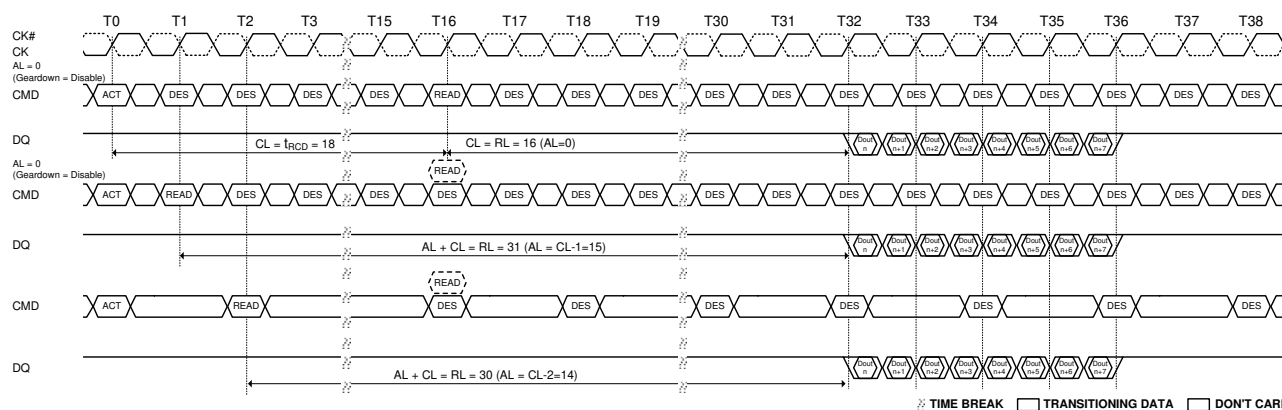 T0 T1 T2 T3 T15 T16 T17 T18 T19 T30 T31 T32 T33 T34 T35 T36 T37 T38
CK#
CK
AL = 0
(Geardown = Disable)
CMD ACT DES DES DES DES READ DES DES DES DES DES DES DES DES DES DES DES DES
DQ Dout n Dout n+1 Dout n+2 Dout n+3 Dout n+4 Dout n+5 Dout n+6 Dout n+7
CL = tRCD = 18 CL = RL = 16 (AL=0)
AL = 0
(Geardown = Disable)
READ
CMD ACT READ DES DES DES DES DES DES DES DES DES DES DES DES DES DES DES DES
DQ Dout n Dout n+1 Dout n+2 Dout n+3 Dout n+4 Dout n+5 Dout n+6 Dout n+7
AL + CL = RL = 31 (AL = CL-1=15)
READ
CMD ACT READ DES DES DES DES DES DES DES
DQ Dout n Dout n+1 Dout n+2 Dout n+3 Dout n+4 Dout n+5 Dout n+6 Dout n+7
AL + CL = RL = 30 (AL = CL-2=14)
TIME BREAK TRANSITIONING DATA DON'T CARE